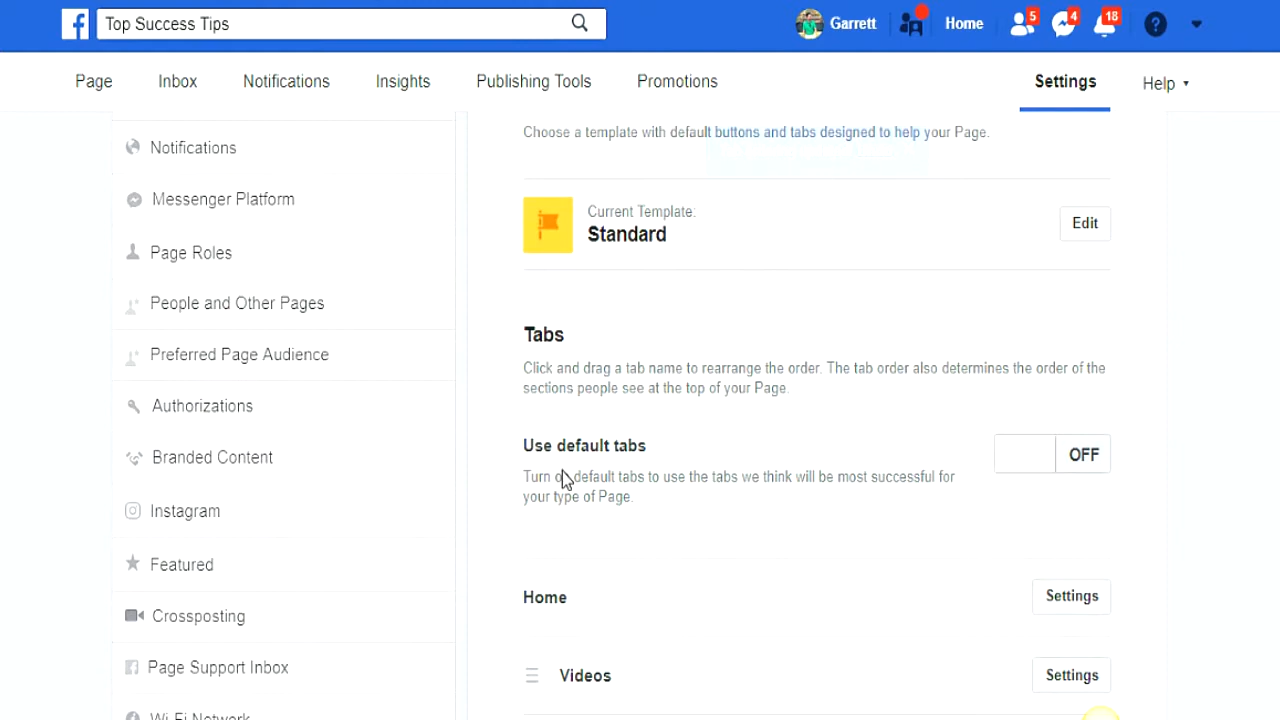 Top Success Tips
Garrett
Home
5
4
18
Page
Inbox
Notifications
Insights
Publishing Tools
Promotions
Settings
Help
Notifications
Messenger Platform
Page Roles
People and Other Pages
Preferred Page Audience
Authorizations
Branded Content
Instagram
Featured
Crossposting
Page Support Inbox
Wi-Fi Network
Choose a template with default buttons and tabs designed to help your Page.
Current Template:
Standard
Edit
Tabs
Click and drag a tab name to rearrange the order. The tab order also determines the order of the
sections people see at the top of your Page.
Use default tabs
OFF
Turn on default tabs to use the tabs we think will be most successful for
your type of Page.
Home
Settings
Videos
Settings